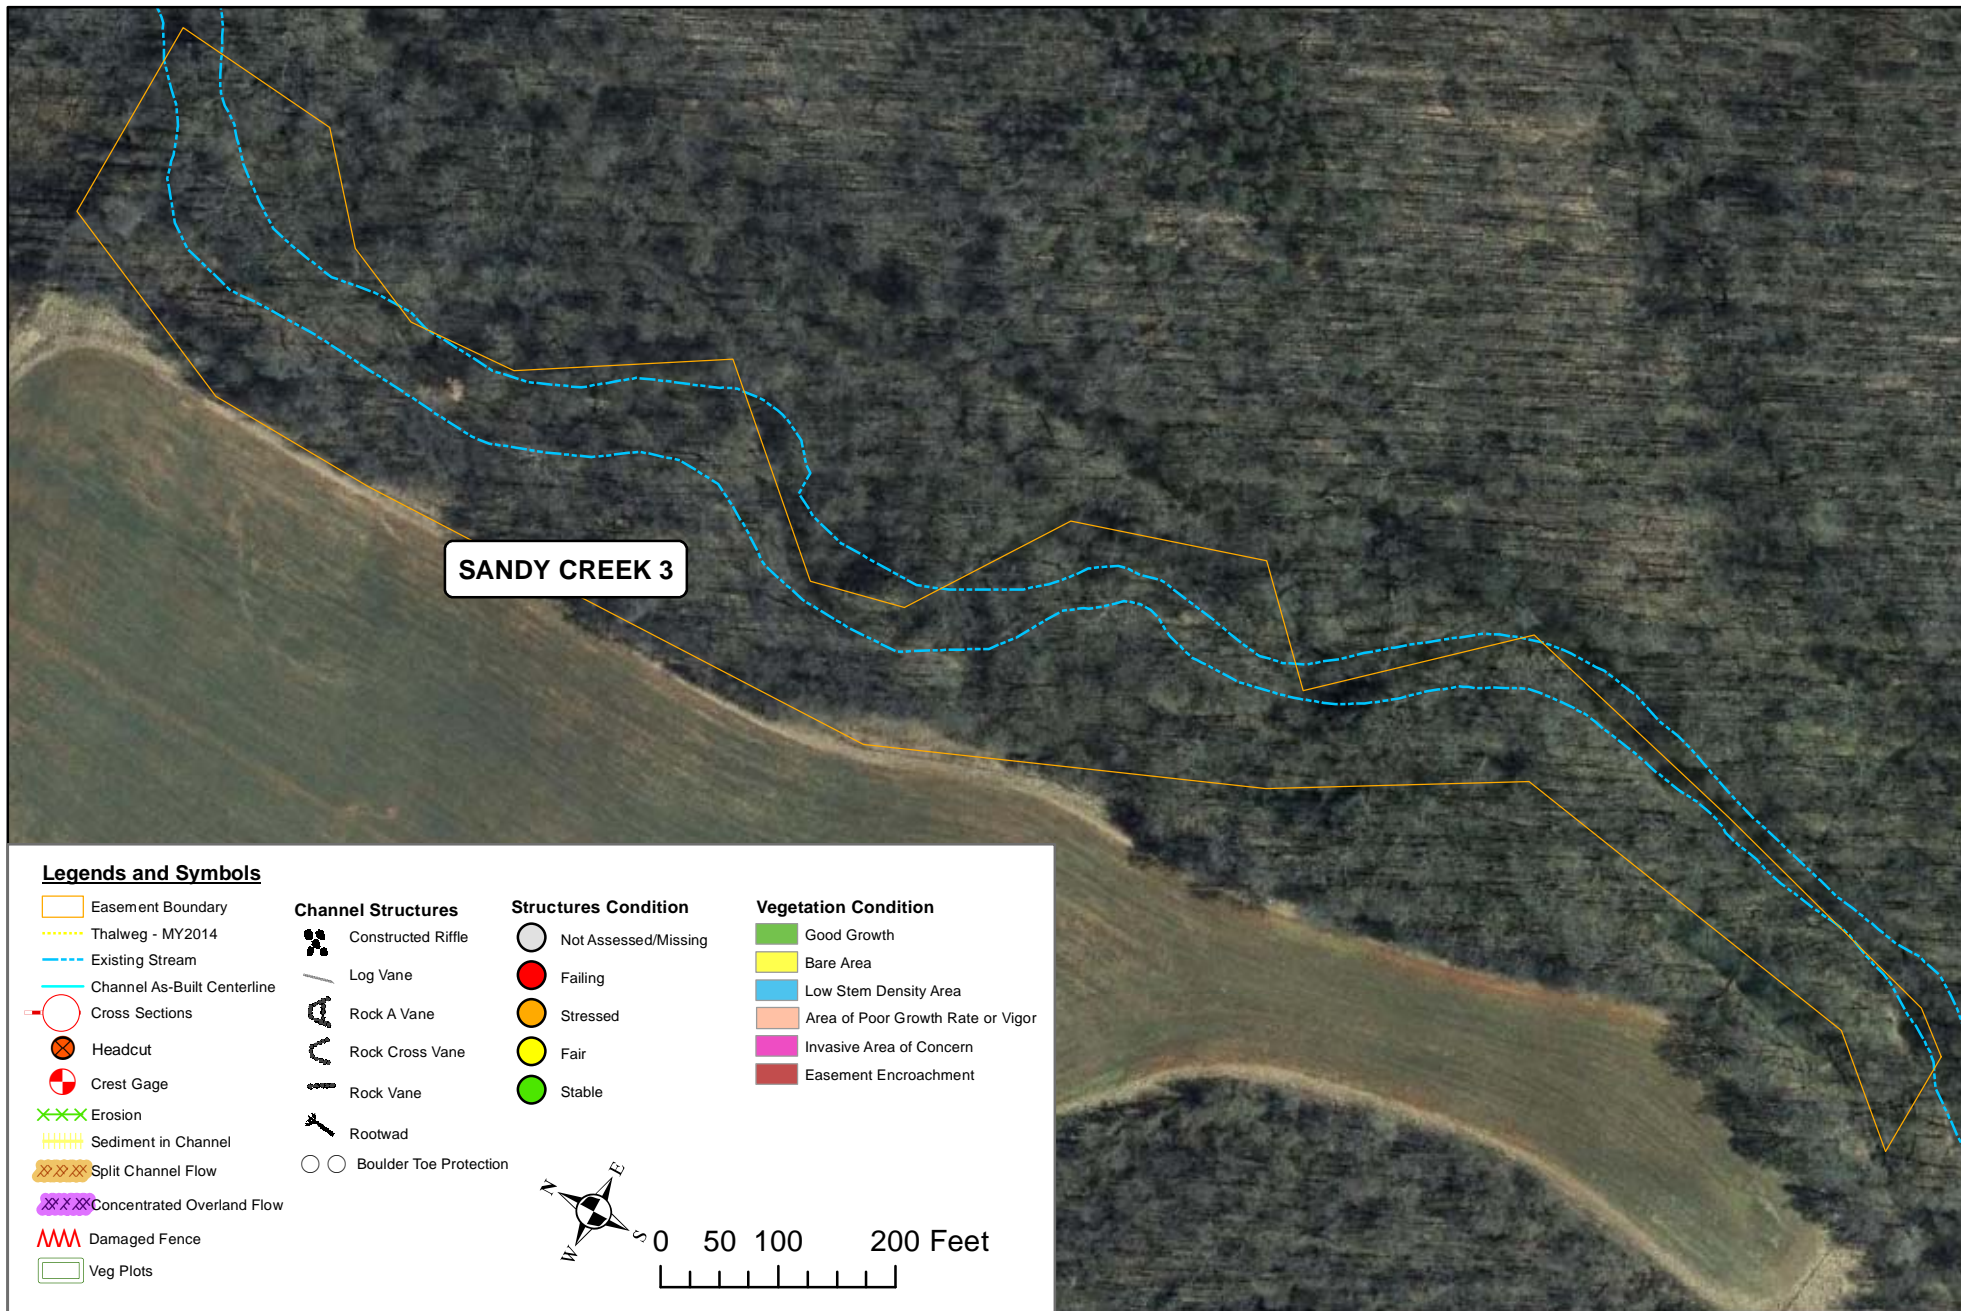 SANDY CREEK 3
Legends and Symbols
Easement Boundary
Thalweg - MY2014
Existing Stream
Channel As-Built Centerline
Cross Sections
Headcut
Crest Gage
Erosion
Sediment in Channel
Split Channel Flow
Concentrated Overland Flow
Damaged Fence
Veg Plots
Channel Structures
Constructed Riffle
Log Vane
Rock A Vane
Rock Cross Vane
Rock Vane
Rootwad
Boulder Toe Protection
Structures Condition
Not Assessed/Missing
Failing
Stressed
Fair
Stable
Vegetation Condition
Good Growth
Bare Area
Low Stem Density Area
Area of Poor Growth Rate or Vigor
Invasive Area of Concern
Easement Encroachment
N
E
W
S
0 50 100 200 Feet